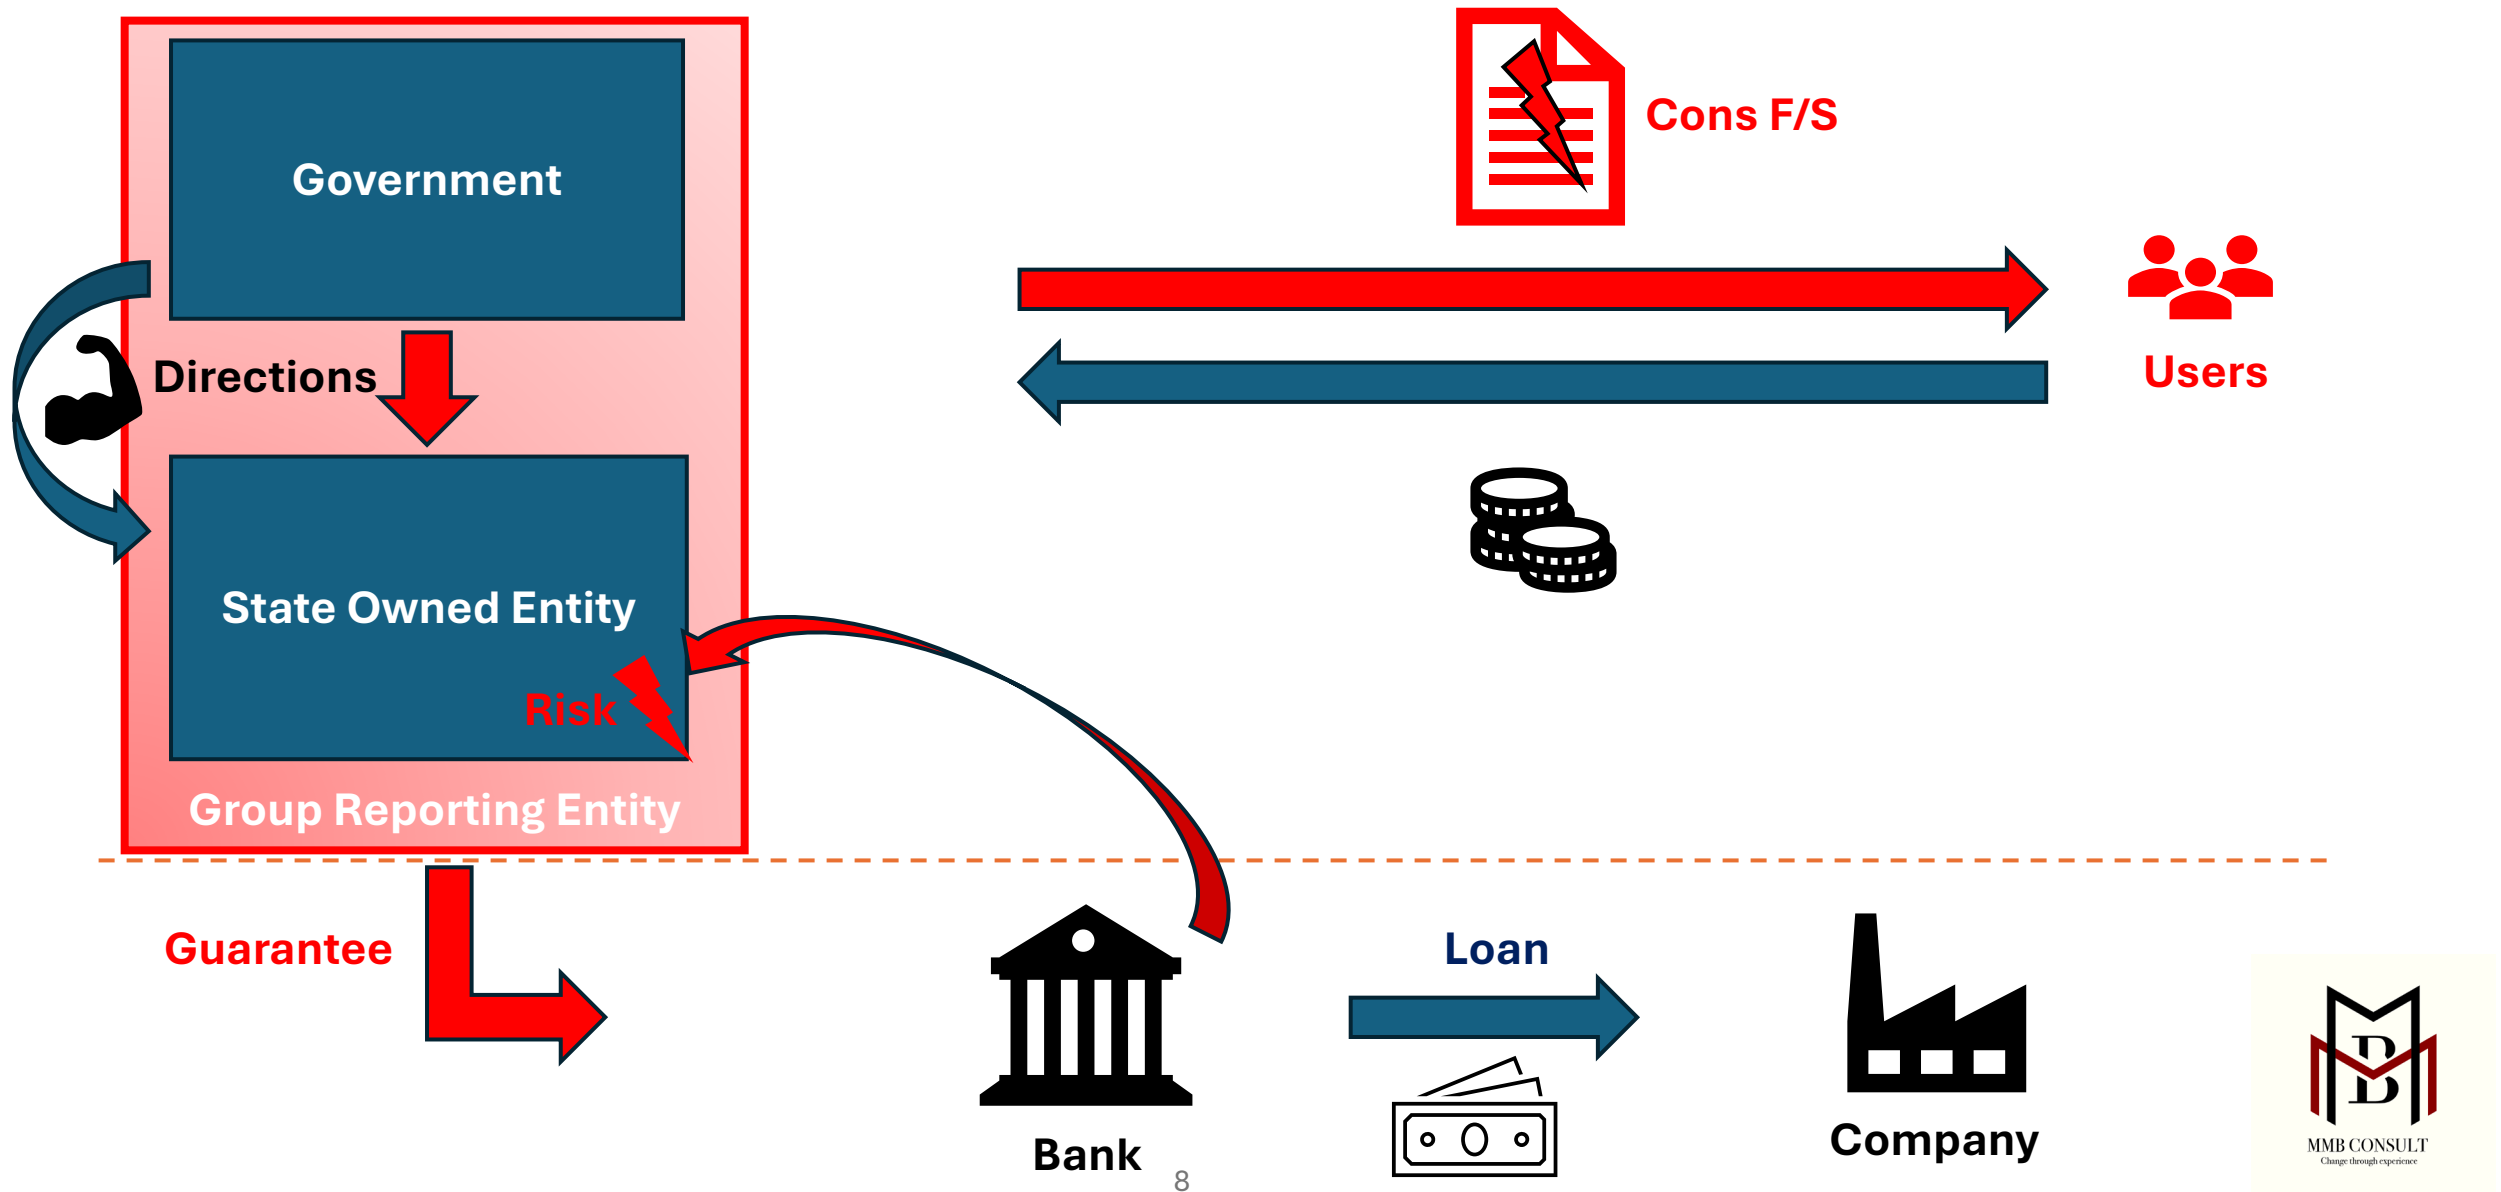 Government
Cons F/S
Directions
Users
State Owned Entity
Risk
Group Reporting Entity
Guarantee
Loan
Bank
Company
8
B
B
MMB CONSULT
Change through experience